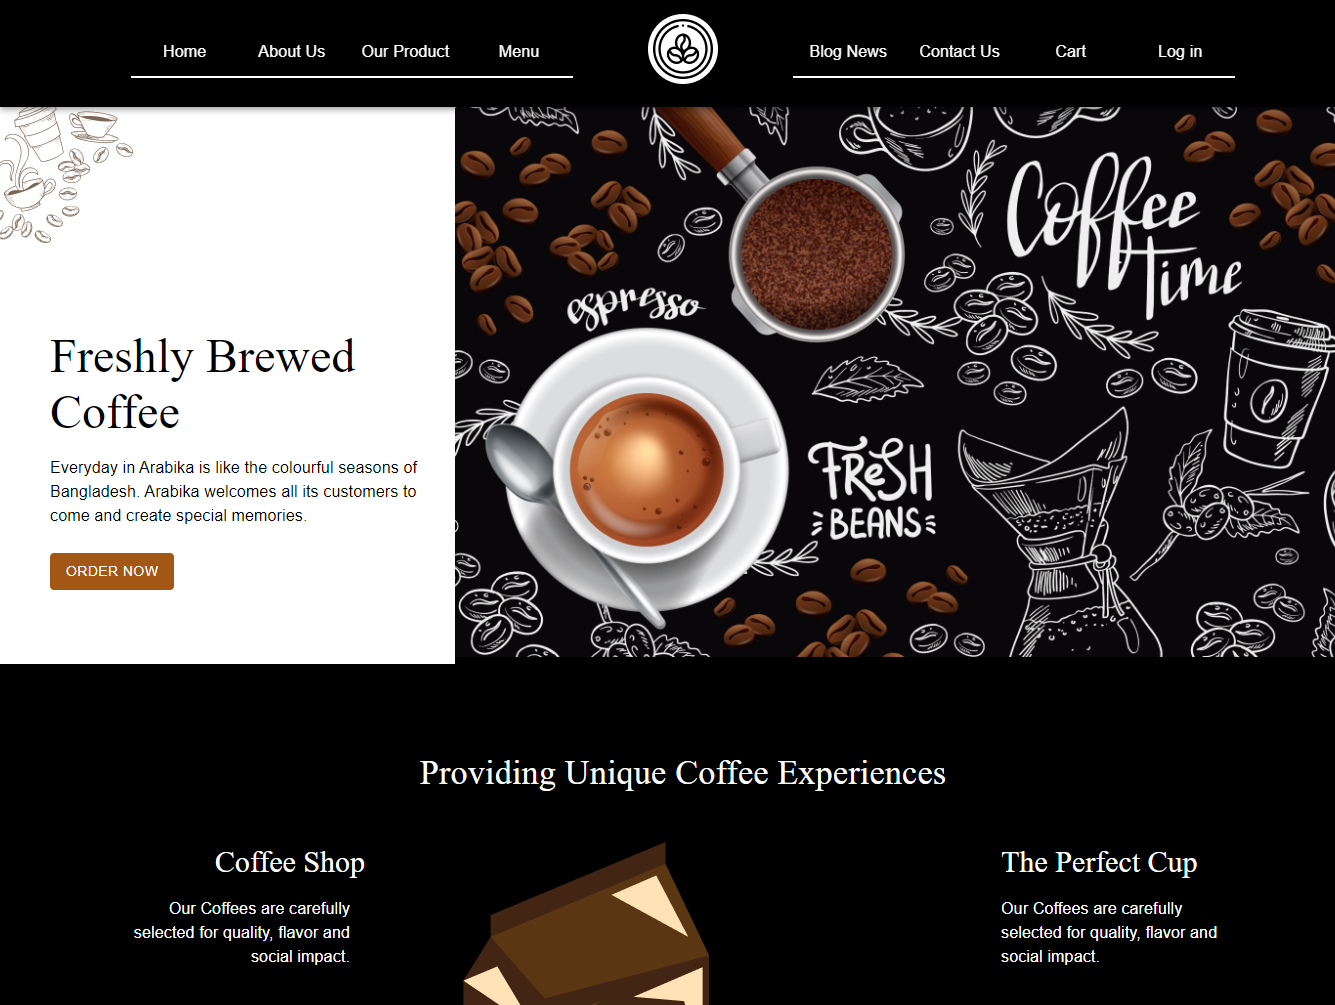 Home About Us Our Product Menu Blog News Contact Us Cart Log in
Coffee
time
espresso
Freshly Brewed
Coffee
Everyday in Arabika is like the colourful seasons of
Bangladesh. Arabika welcomes all its customers to
come and create special memories.
ORDER NOW
FReSH
BEANS
Providing Unique Coffee Experiences
Coffee Shop
Our Coffees are carefully
selected for quality, flavor and
social impact.
The Perfect Cup
Our Coffees are carefully
selected for quality, flavor and
social impact.